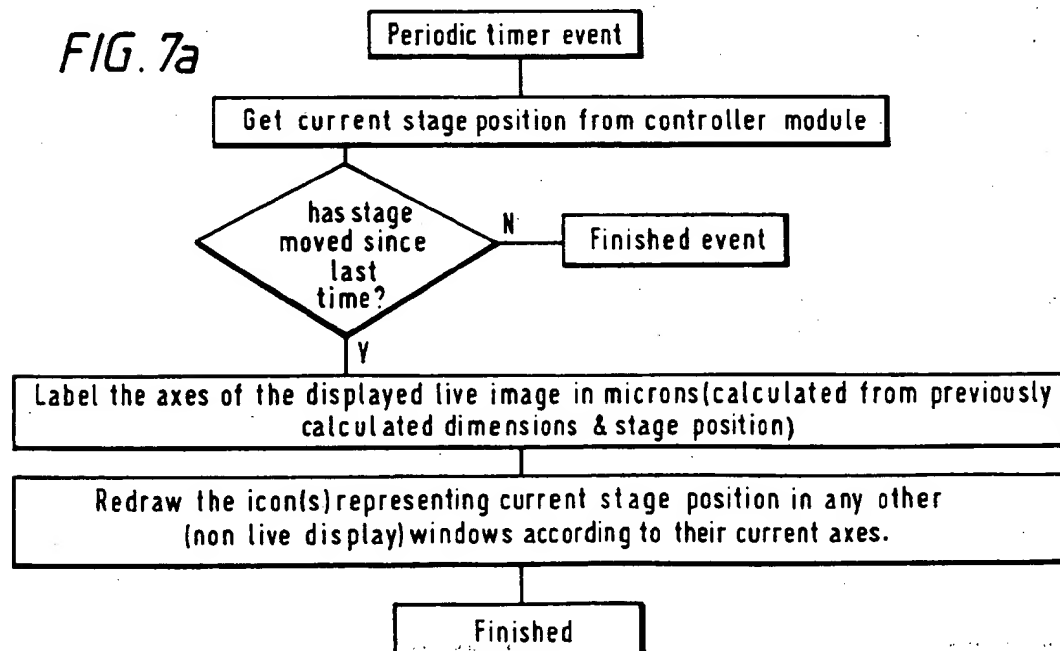 FIG. 7a
Periodic timer event
Get current stage position from controller module
has stage
moved since
last
time?
N
Finished event
Y
Label the axes of the displayed live image in microns(calculated from previously
calculated dimensions & stage position)
Redraw the icon(s) representing current stage position in any other
(non live display) windows according to their current axes.
Finished